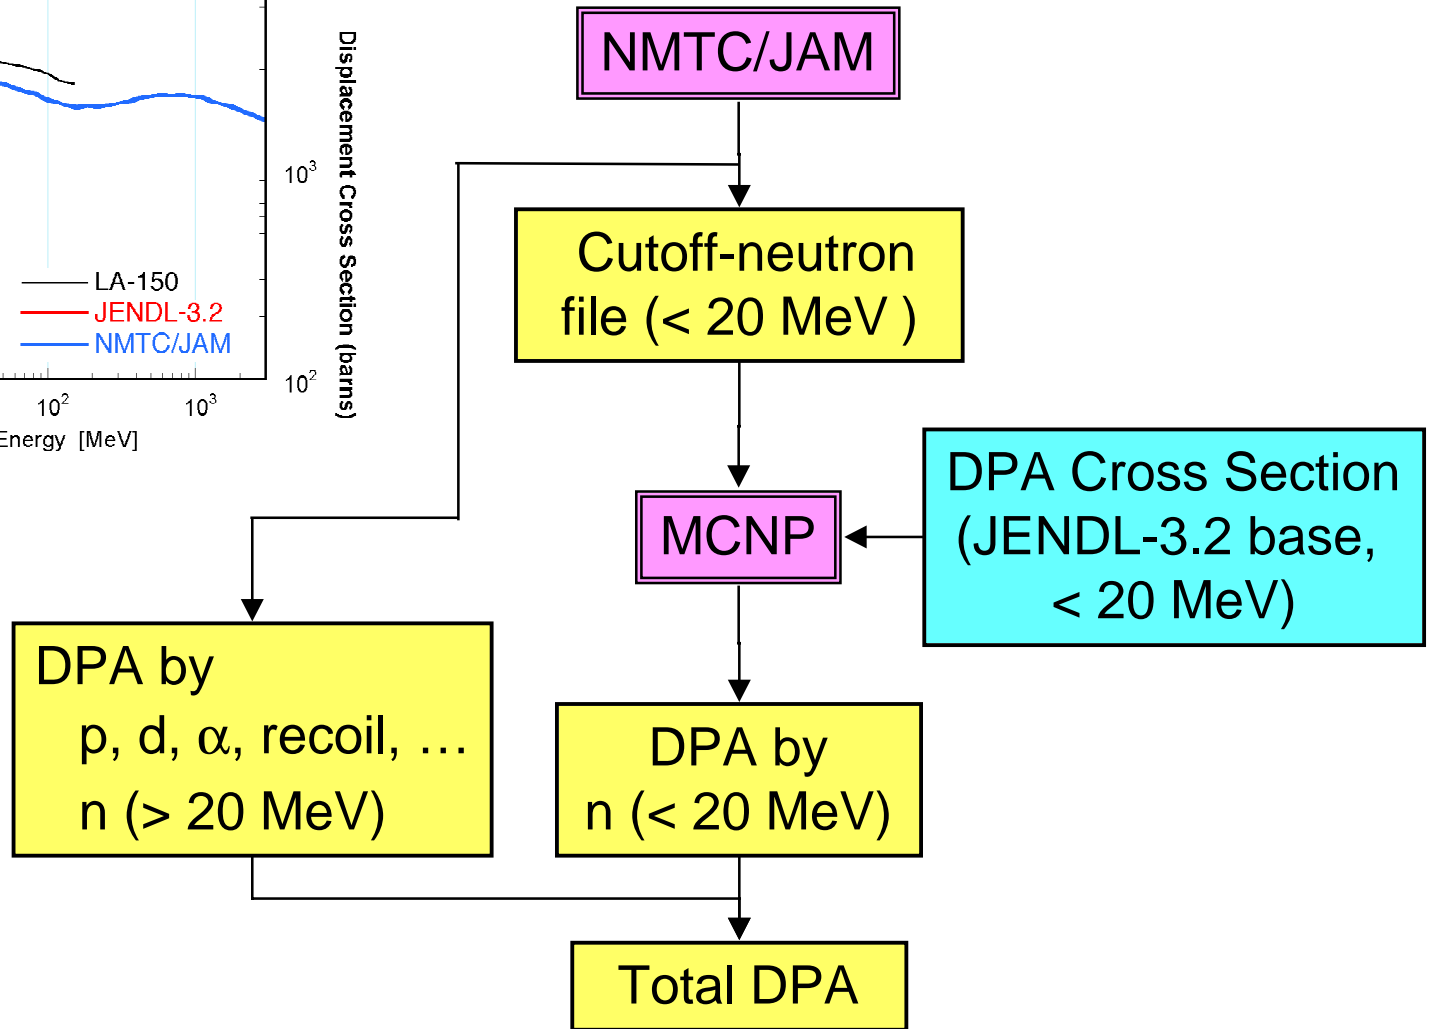 Displacement Cross Section (barns)
10³
10²
LA-150
JENDL-3.2
NMTC/JAM
10² 10³
Energy [MeV]
NMTC/JAM
Cutoff-neutron
file (< 20 MeV )
MCNP
DPA Cross Section
(JENDL-3.2 base,
< 20 MeV)
DPA by
p, d, α, recoil, …
n (> 20 MeV)
DPA by
n (< 20 MeV)
Total DPA